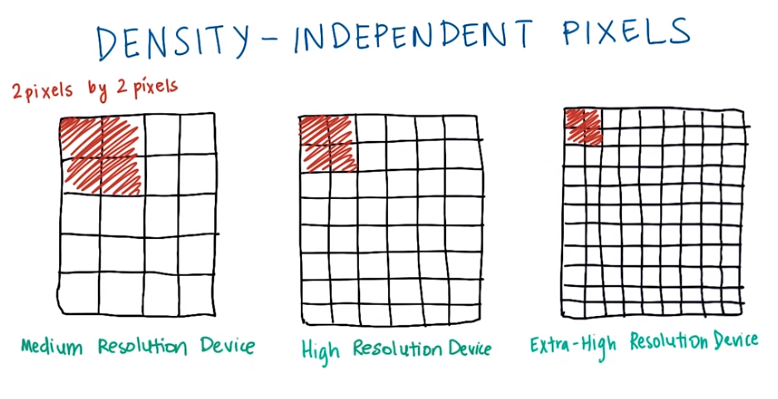 DENSITY-INDEPENDENT PIXELS
2pixels by 2 pixels
Medium Resolution Device
High Resolution Device
Extra-High Resolution Device